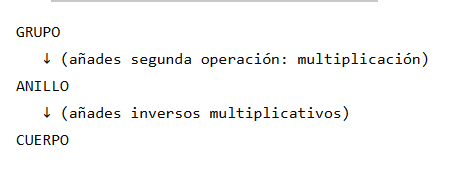 GRUPO
↓ (añades segunda operación: multiplicación)
ANILLO
↓ (añades inversos multiplicativos)
CUERPO